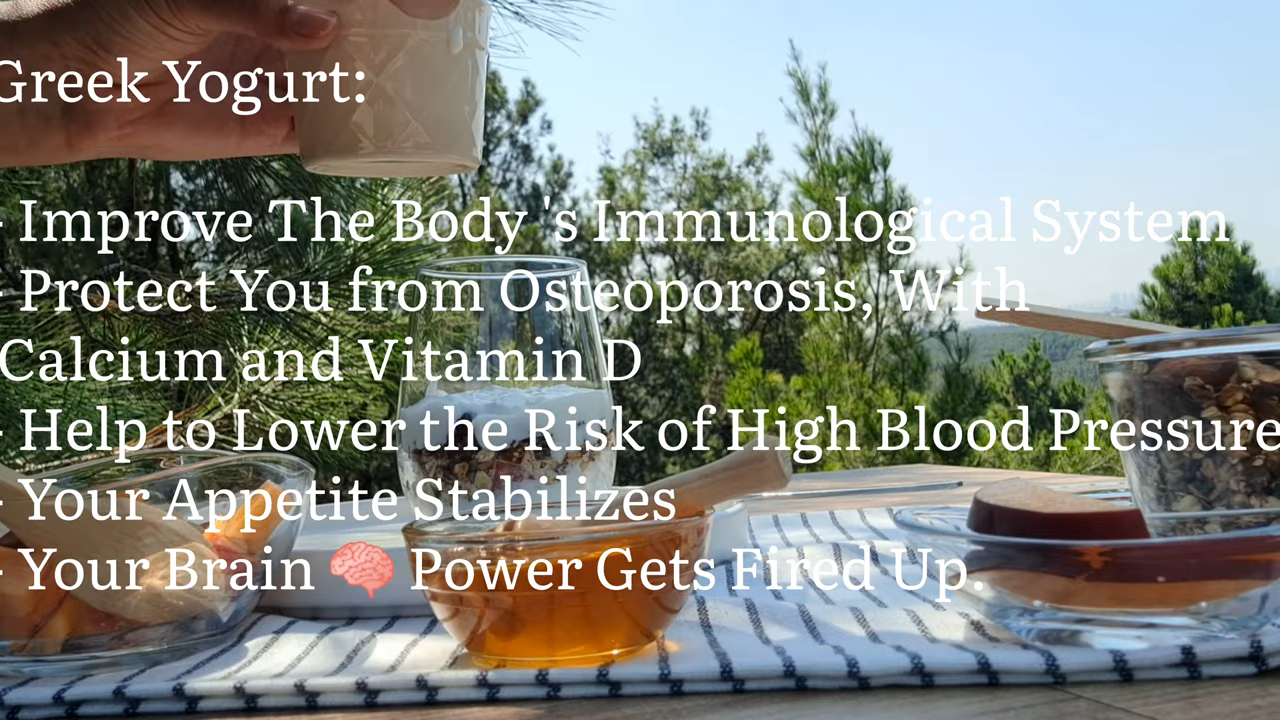 Greek Yogurt:
- Improve The Body 's Immunological System
- Protect You from Osteoporosis, With
Calcium and Vitamin D
- Help to Lower the Risk of High Blood Pressure
- Your Appetite Stabilizes
- Your Brain 🧠 Power Gets Fired Up.